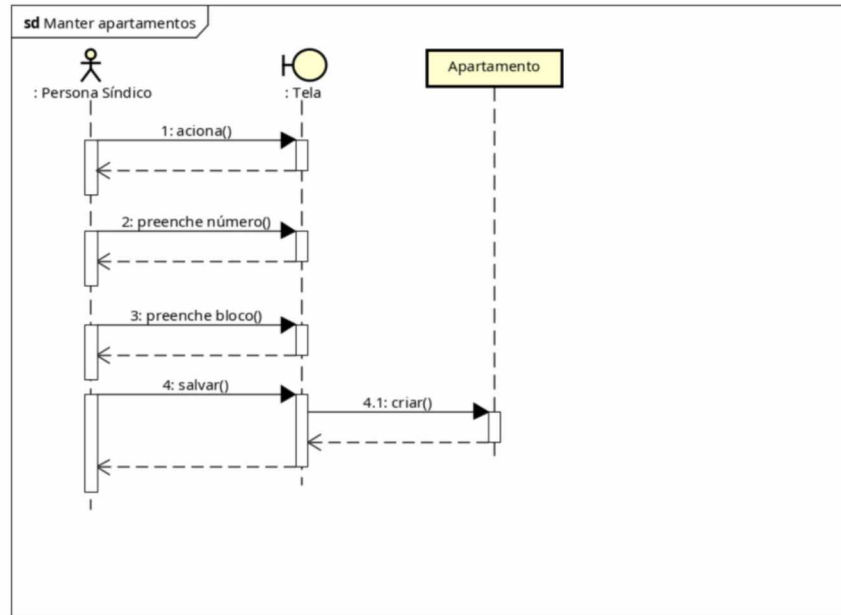 sd Manter apartamentos
: Persona Síndico
: Tela
Apartamento
1: aciona()
2: preenche número()
3: preenche bloco()
4: salvar()
4.1: criar()